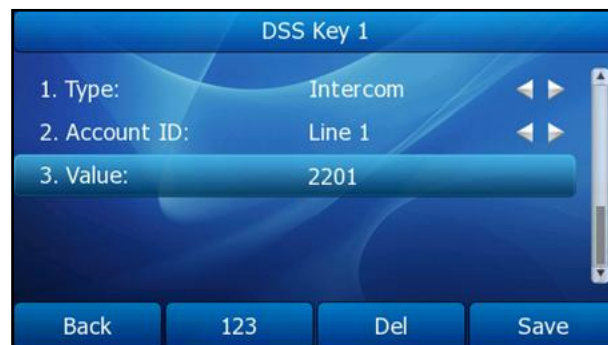 DSS Key 1
1. Type: Intercom
2. Account ID: Line 1
3. Value: 2201
Back 123 Del Save